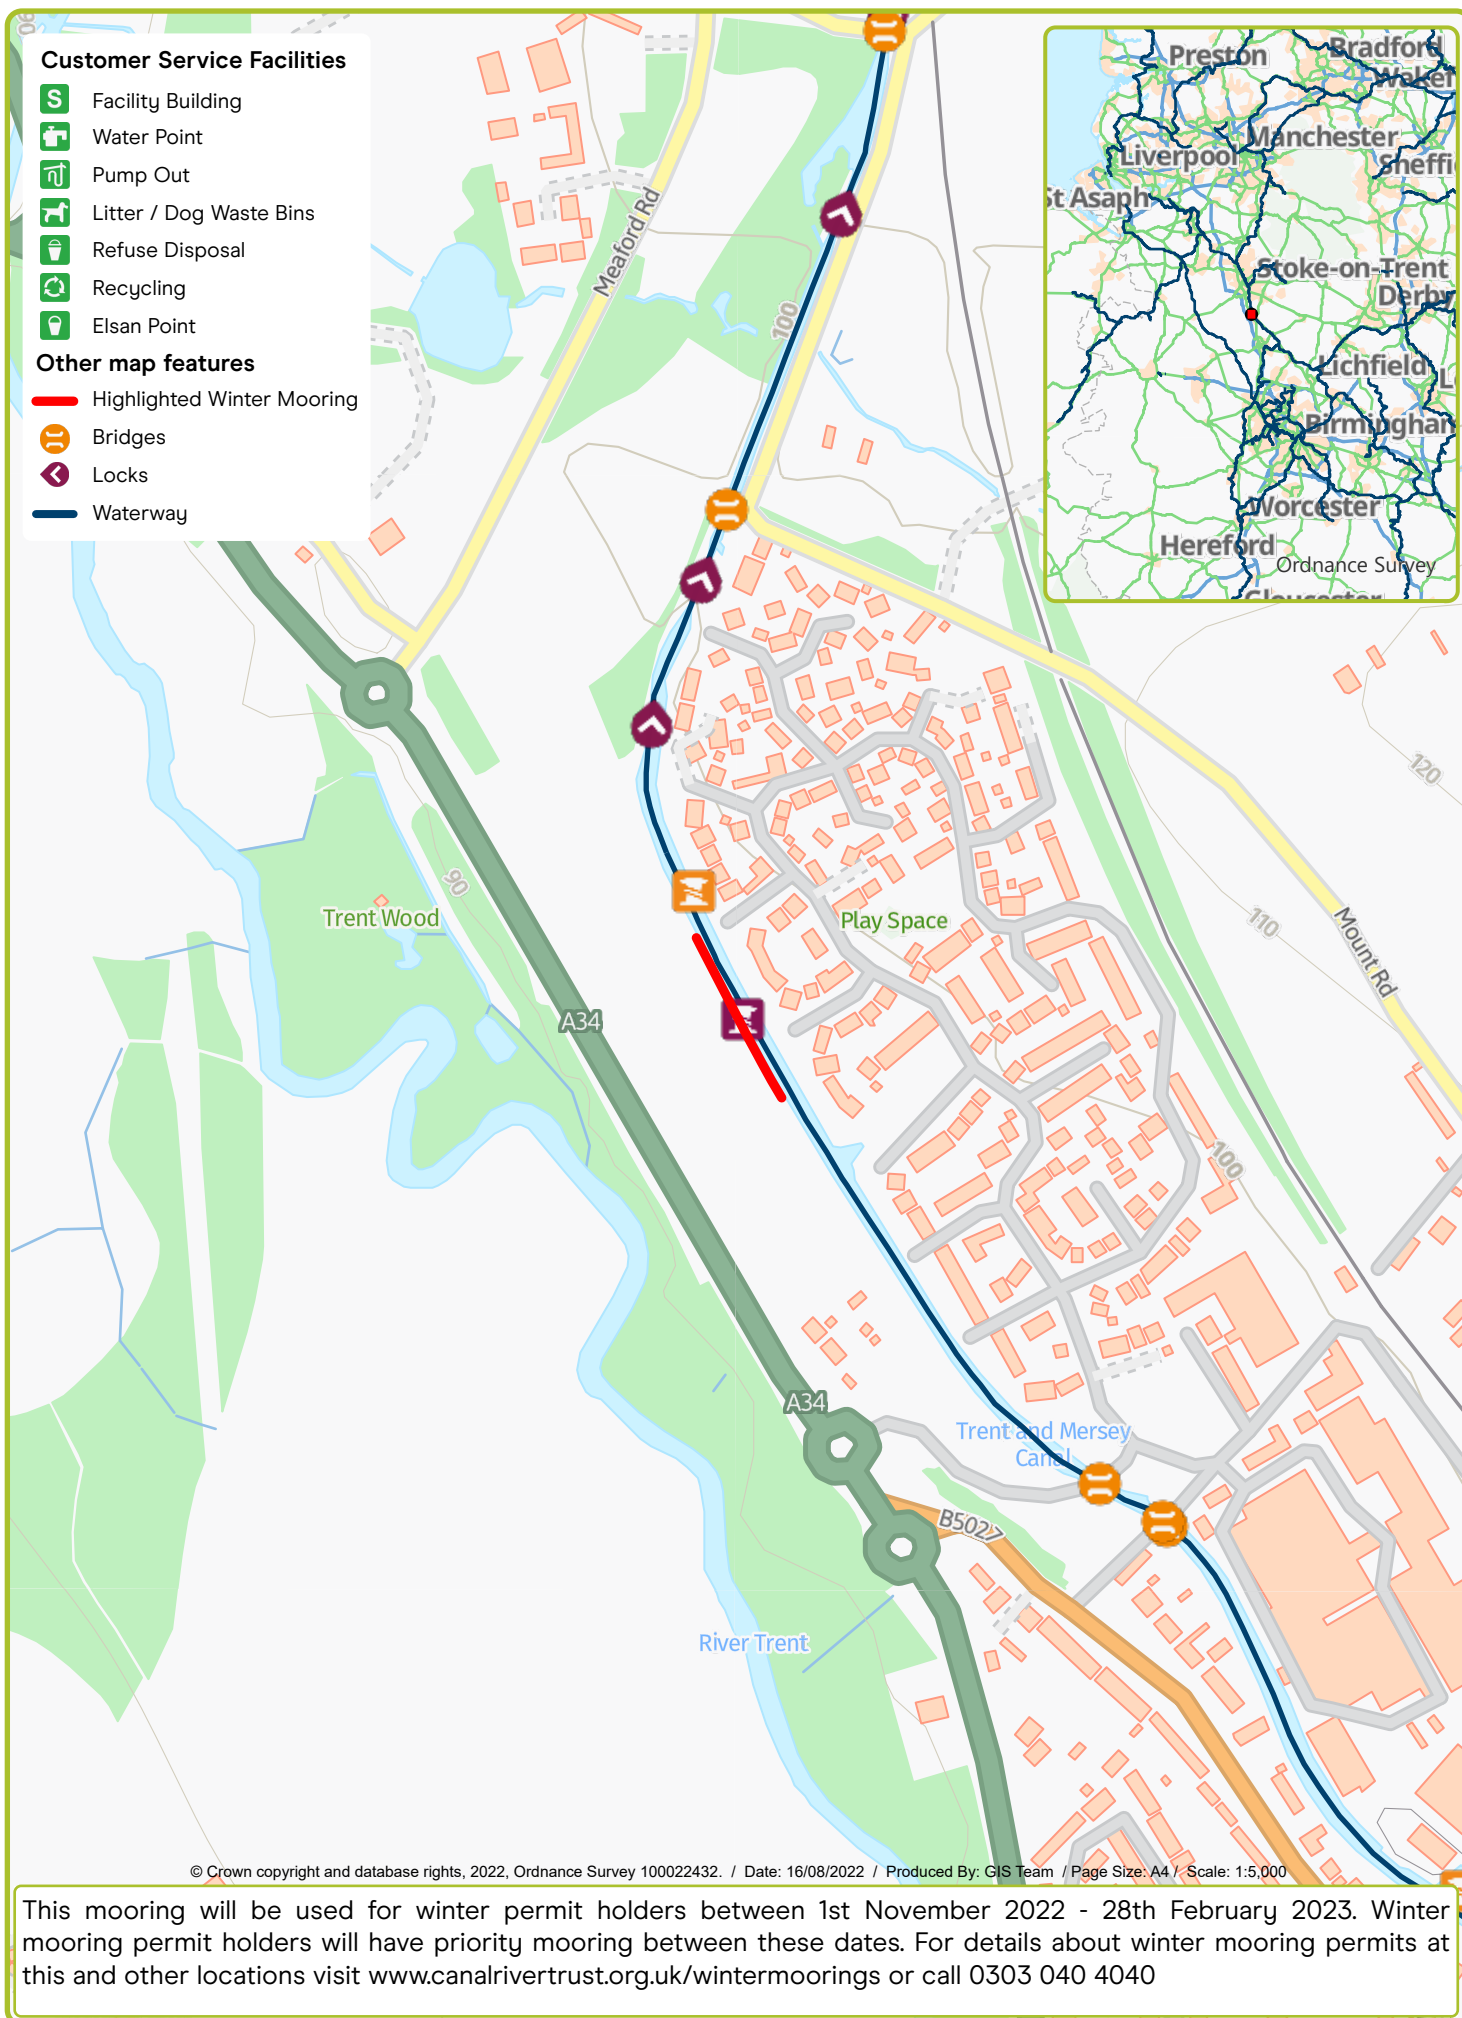 Customer Service Facilities
S Facility Building
Water Point
Pump Out
Litter / Dog Waste Bins
Refuse Disposal
Recycling
Elsan Point
Other map features
Highlighted Winter Mooring
Bridges
Locks
Waterway
90
Meaford Rd
100
Preston
Bradford
Wakef
Manchester
Liverpool
Sheffi
St Asaph
Stoke-on-Trent
Derby
Lichfield
Birmingham
Worcester
Hereford
Ordnance Survey
Gloucester
120
90
Trent Wood
Play Space
110
Mount Rd
A34
100
A34
Trent and Mersey
Canal
B5027
River Trent
© Crown copyright and database rights, 2022, Ordnance Survey 100022432. / Date: 16/08/2022 / Produced By: GIS Team / Page Size: A4 / Scale: 1:5,000
This mooring will be used for winter permit holders between 1st November 2022 - 28th February 2023. Winter
mooring permit holders will have priority mooring between these dates. For details about winter mooring permits at
this and other locations visit www.canalrivertrust.org.uk/wintermoorings or call 0303 040 4040